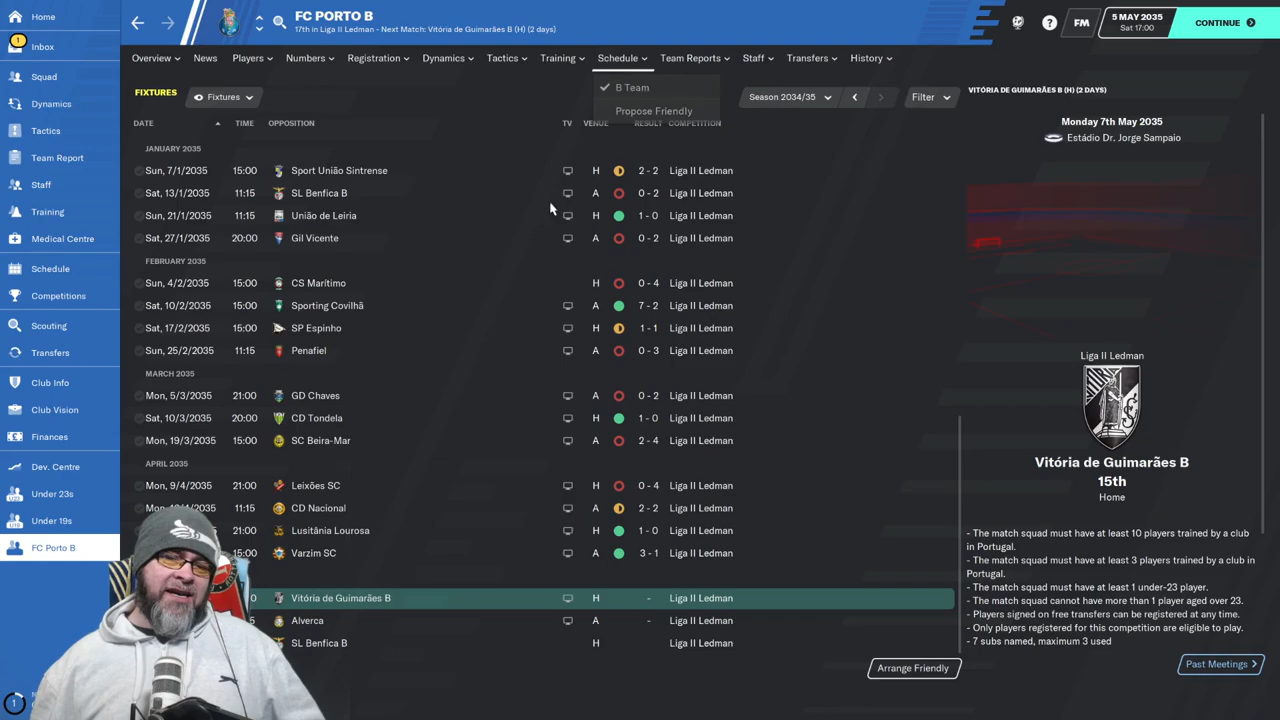 Home
1
Inbox
Squad
Dynamics
Tactics
Team Report
Staff
Training
Medical Centre
Schedule
Competitions
Scouting
Transfers
Club Info
Club Vision
Finances
Dev. Centre
Under 23s
Under 19s
FC Porto B
1
FC PORTO B
17th in Liga II Ledman - Next Match: Vitória de Guimarães B (H) (2 days)
? FM
5 MAY 2035
Sat 17:00
CONTINUE
Overview News Players Numbers Registration Dynamics Tactics Training Schedule Team Reports Staff Transfers History
B Team
Propose Friendly
FIXTURES Fixtures
Season 2034/35 Filter
DATE TIME OPPOSITION TV VENUE RESULT COMPETITION
JANUARY 2035
Sun, 7/1/2035 15:00 Sport União Sintrense H 2 - 2 Liga II Ledman
Sat, 13/1/2035 11:15 SL Benfica B A 0 - 2 Liga II Ledman
Sun, 21/1/2035 11:15 União de Leiria H 1 - 0 Liga II Ledman
Sat, 27/1/2035 20:00 Gil Vicente A 0 - 2 Liga II Ledman
FEBRUARY 2035
Sun, 4/2/2035 15:00 CS Marítimo H 0 - 4 Liga II Ledman
Sat, 10/2/2035 15:00 Sporting Covilhã A 7 - 2 Liga II Ledman
Sat, 17/2/2035 15:00 SP Espinho H 1 - 1 Liga II Ledman
Sun, 25/2/2035 11:15 Penafiel A 0 - 3 Liga II Ledman
MARCH 2035
Mon, 5/3/2035 21:00 GD Chaves A 0 - 2 Liga II Ledman
Sat, 10/3/2035 20:00 CD Tondela H 1 - 0 Liga II Ledman
Mon, 19/3/2035 15:00 SC Beira-Mar A 2 - 4 Liga II Ledman
APRIL 2035
Mon, 9/4/2035 21:00 Leixões SC H 0 - 4 Liga II Ledman
11:15 CD Nacional A 2 - 2 Liga II Ledman
21:00 Lusitânia Lourosa H 1 - 0 Liga II Ledman
15:00 Varzim SC A 3 - 1 Liga II Ledman
Vitória de Guimarães B H - Liga II Ledman
Alverca A - Liga II Ledman
SL Benfica B H Liga II Ledman
Arrange Friendly
VITÓRIA DE GUIMARÃES B (H) (2 DAYS)
Monday 7th May 2035
Estádio Dr. Jorge Sampaio
Liga II Ledman
Vitória de Guimarães B
15th
Home
- The match squad must have at least 10 players trained by a club
in Portugal.
- The match squad must have at least 3 players trained by a club in
Portugal.
- The match squad must have at least 1 under-23 player.
- The match squad cannot have more than 1 player aged over 23.
- Players signed on free transfers can be registered at any time.
- Only players registered for this competition are eligible to play.
- 7 subs named, maximum 3 used
Past Meetings